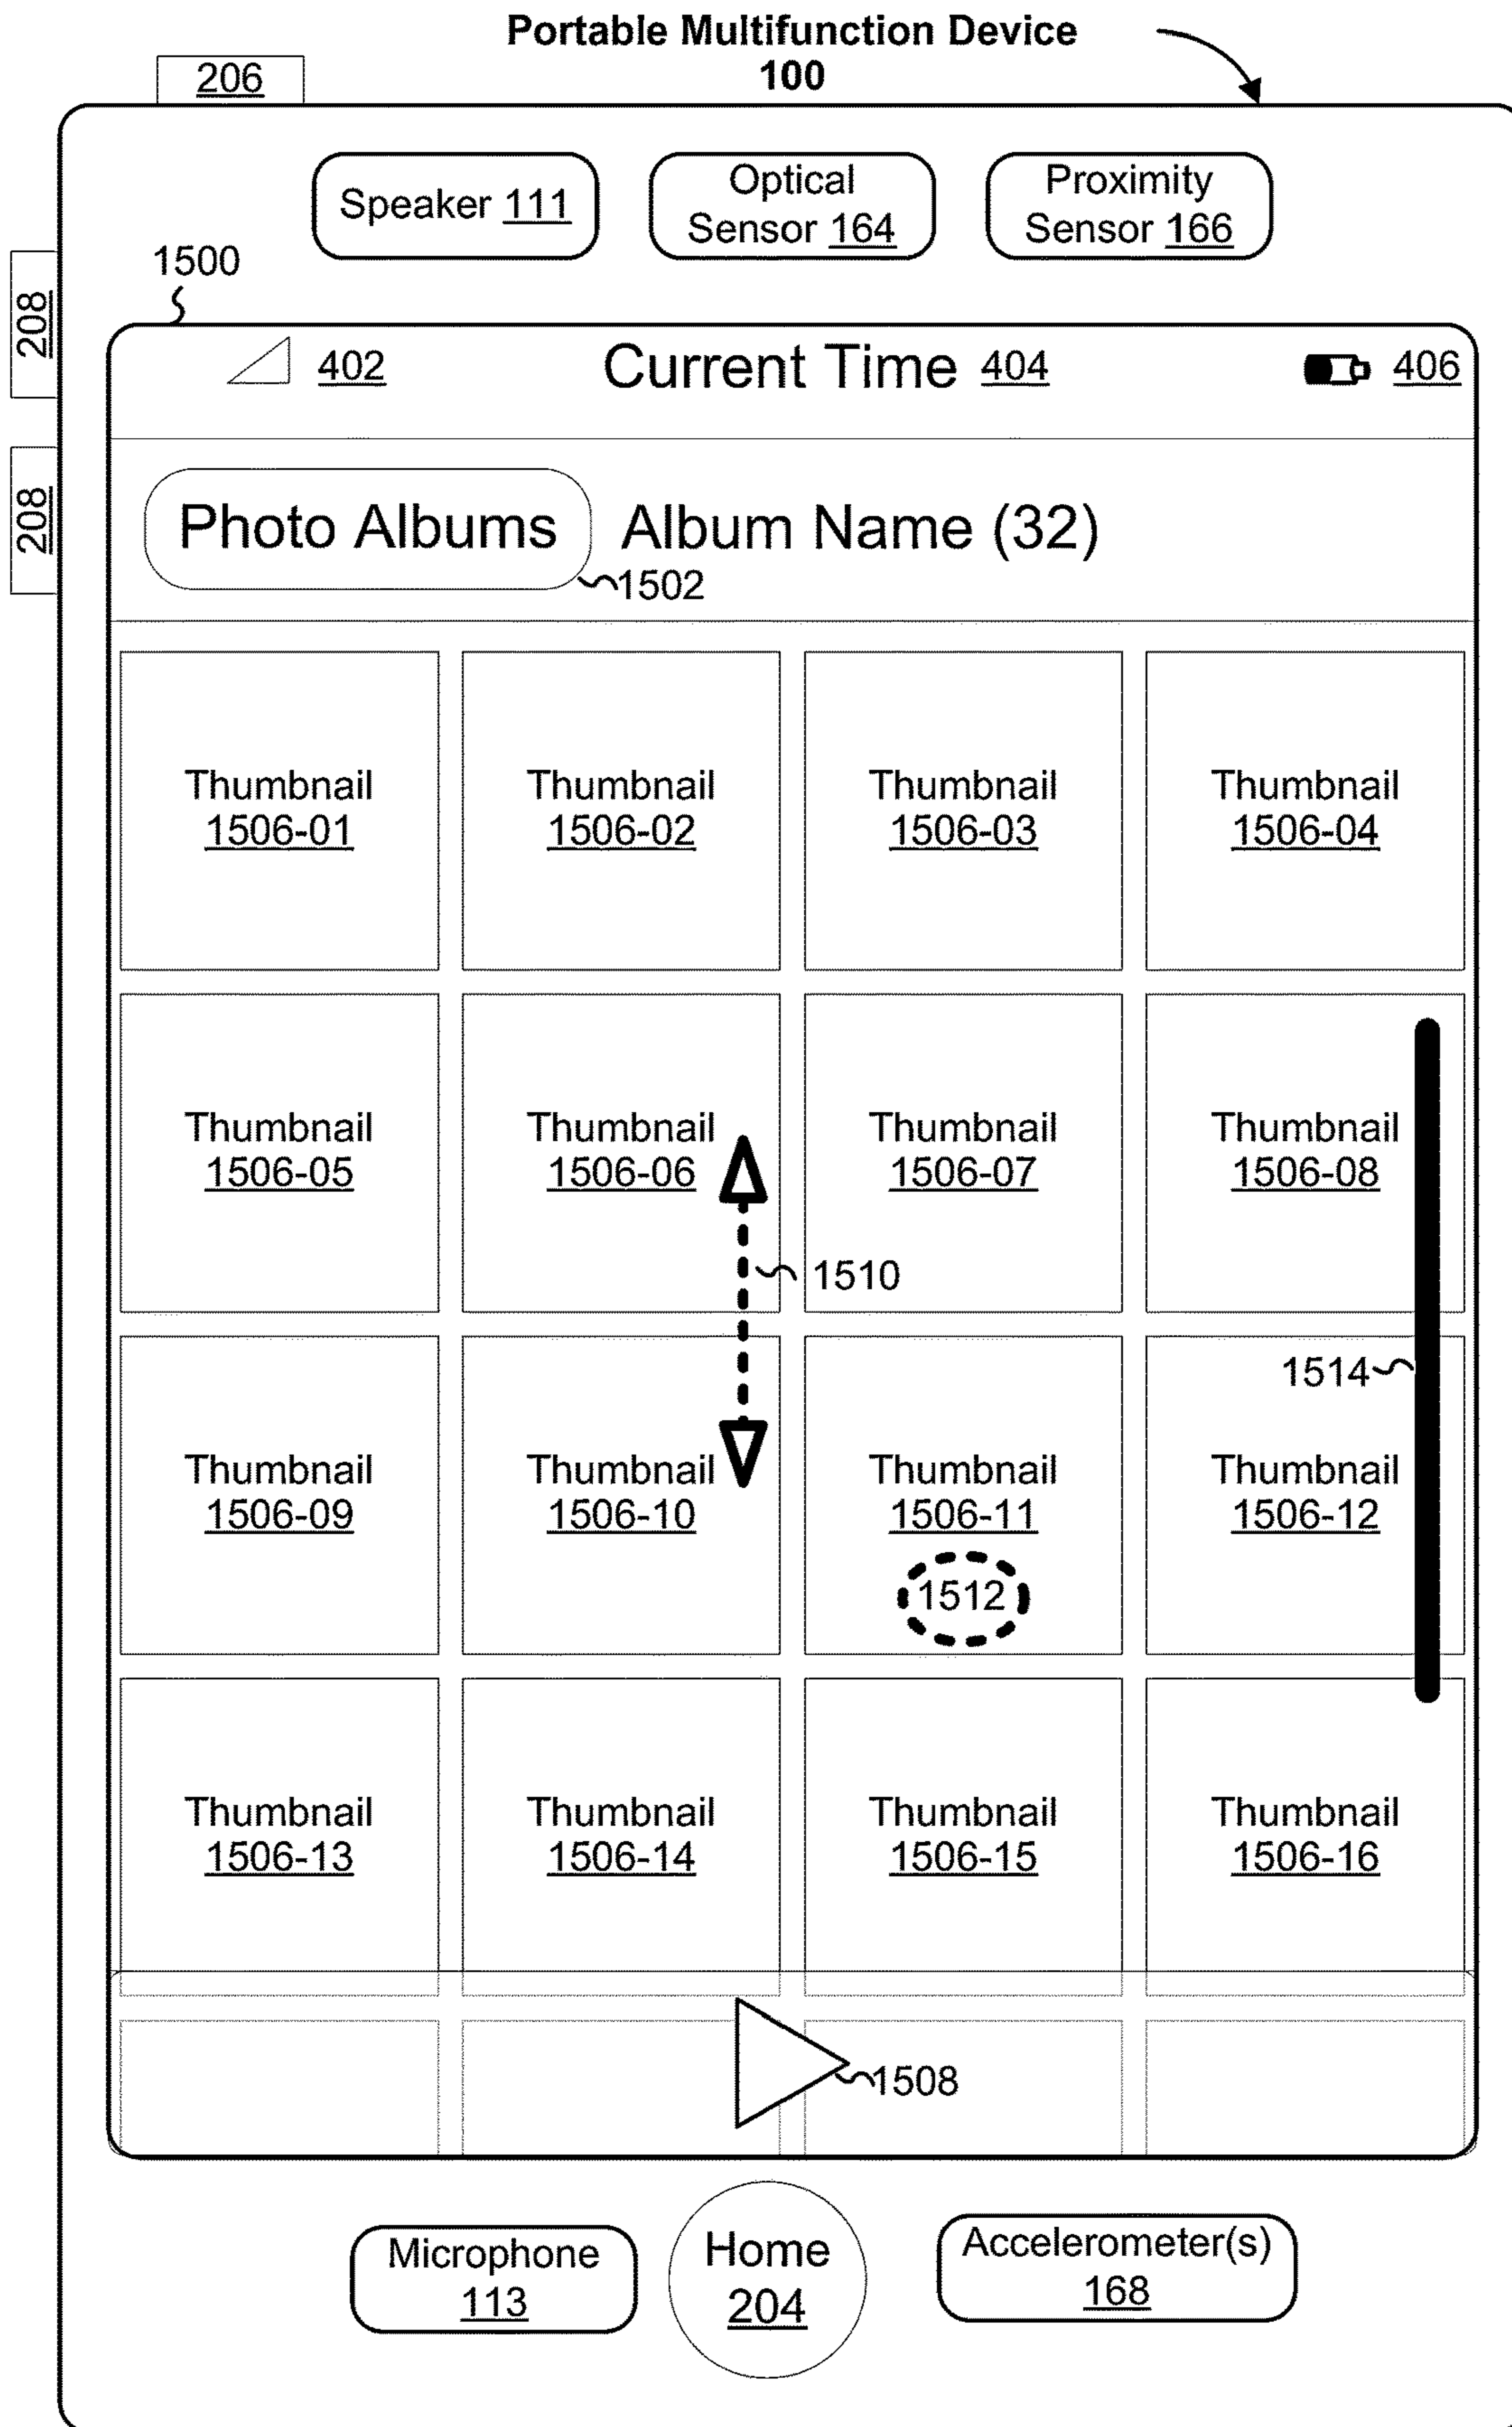 Portable Multifunction Device
100
206
Speaker 111
Optical
Sensor 164
Proximity
Sensor 166
208
208
1500
402
Current Time 404
406
Photo Albums
Album Name (32)
1502
Thumbnail
1506-01
Thumbnail
1506-02
Thumbnail
1506-03
Thumbnail
1506-04
Thumbnail
1506-05
Thumbnail
1506-06
Thumbnail
1506-07
Thumbnail
1506-08
1510
1514
Thumbnail
1506-09
Thumbnail
1506-10
Thumbnail
1506-11
1512
Thumbnail
1506-12
Thumbnail
1506-13
Thumbnail
1506-14
Thumbnail
1506-15
Thumbnail
1506-16
1508
Microphone
113
Home
204
Accelerometer(s)
168